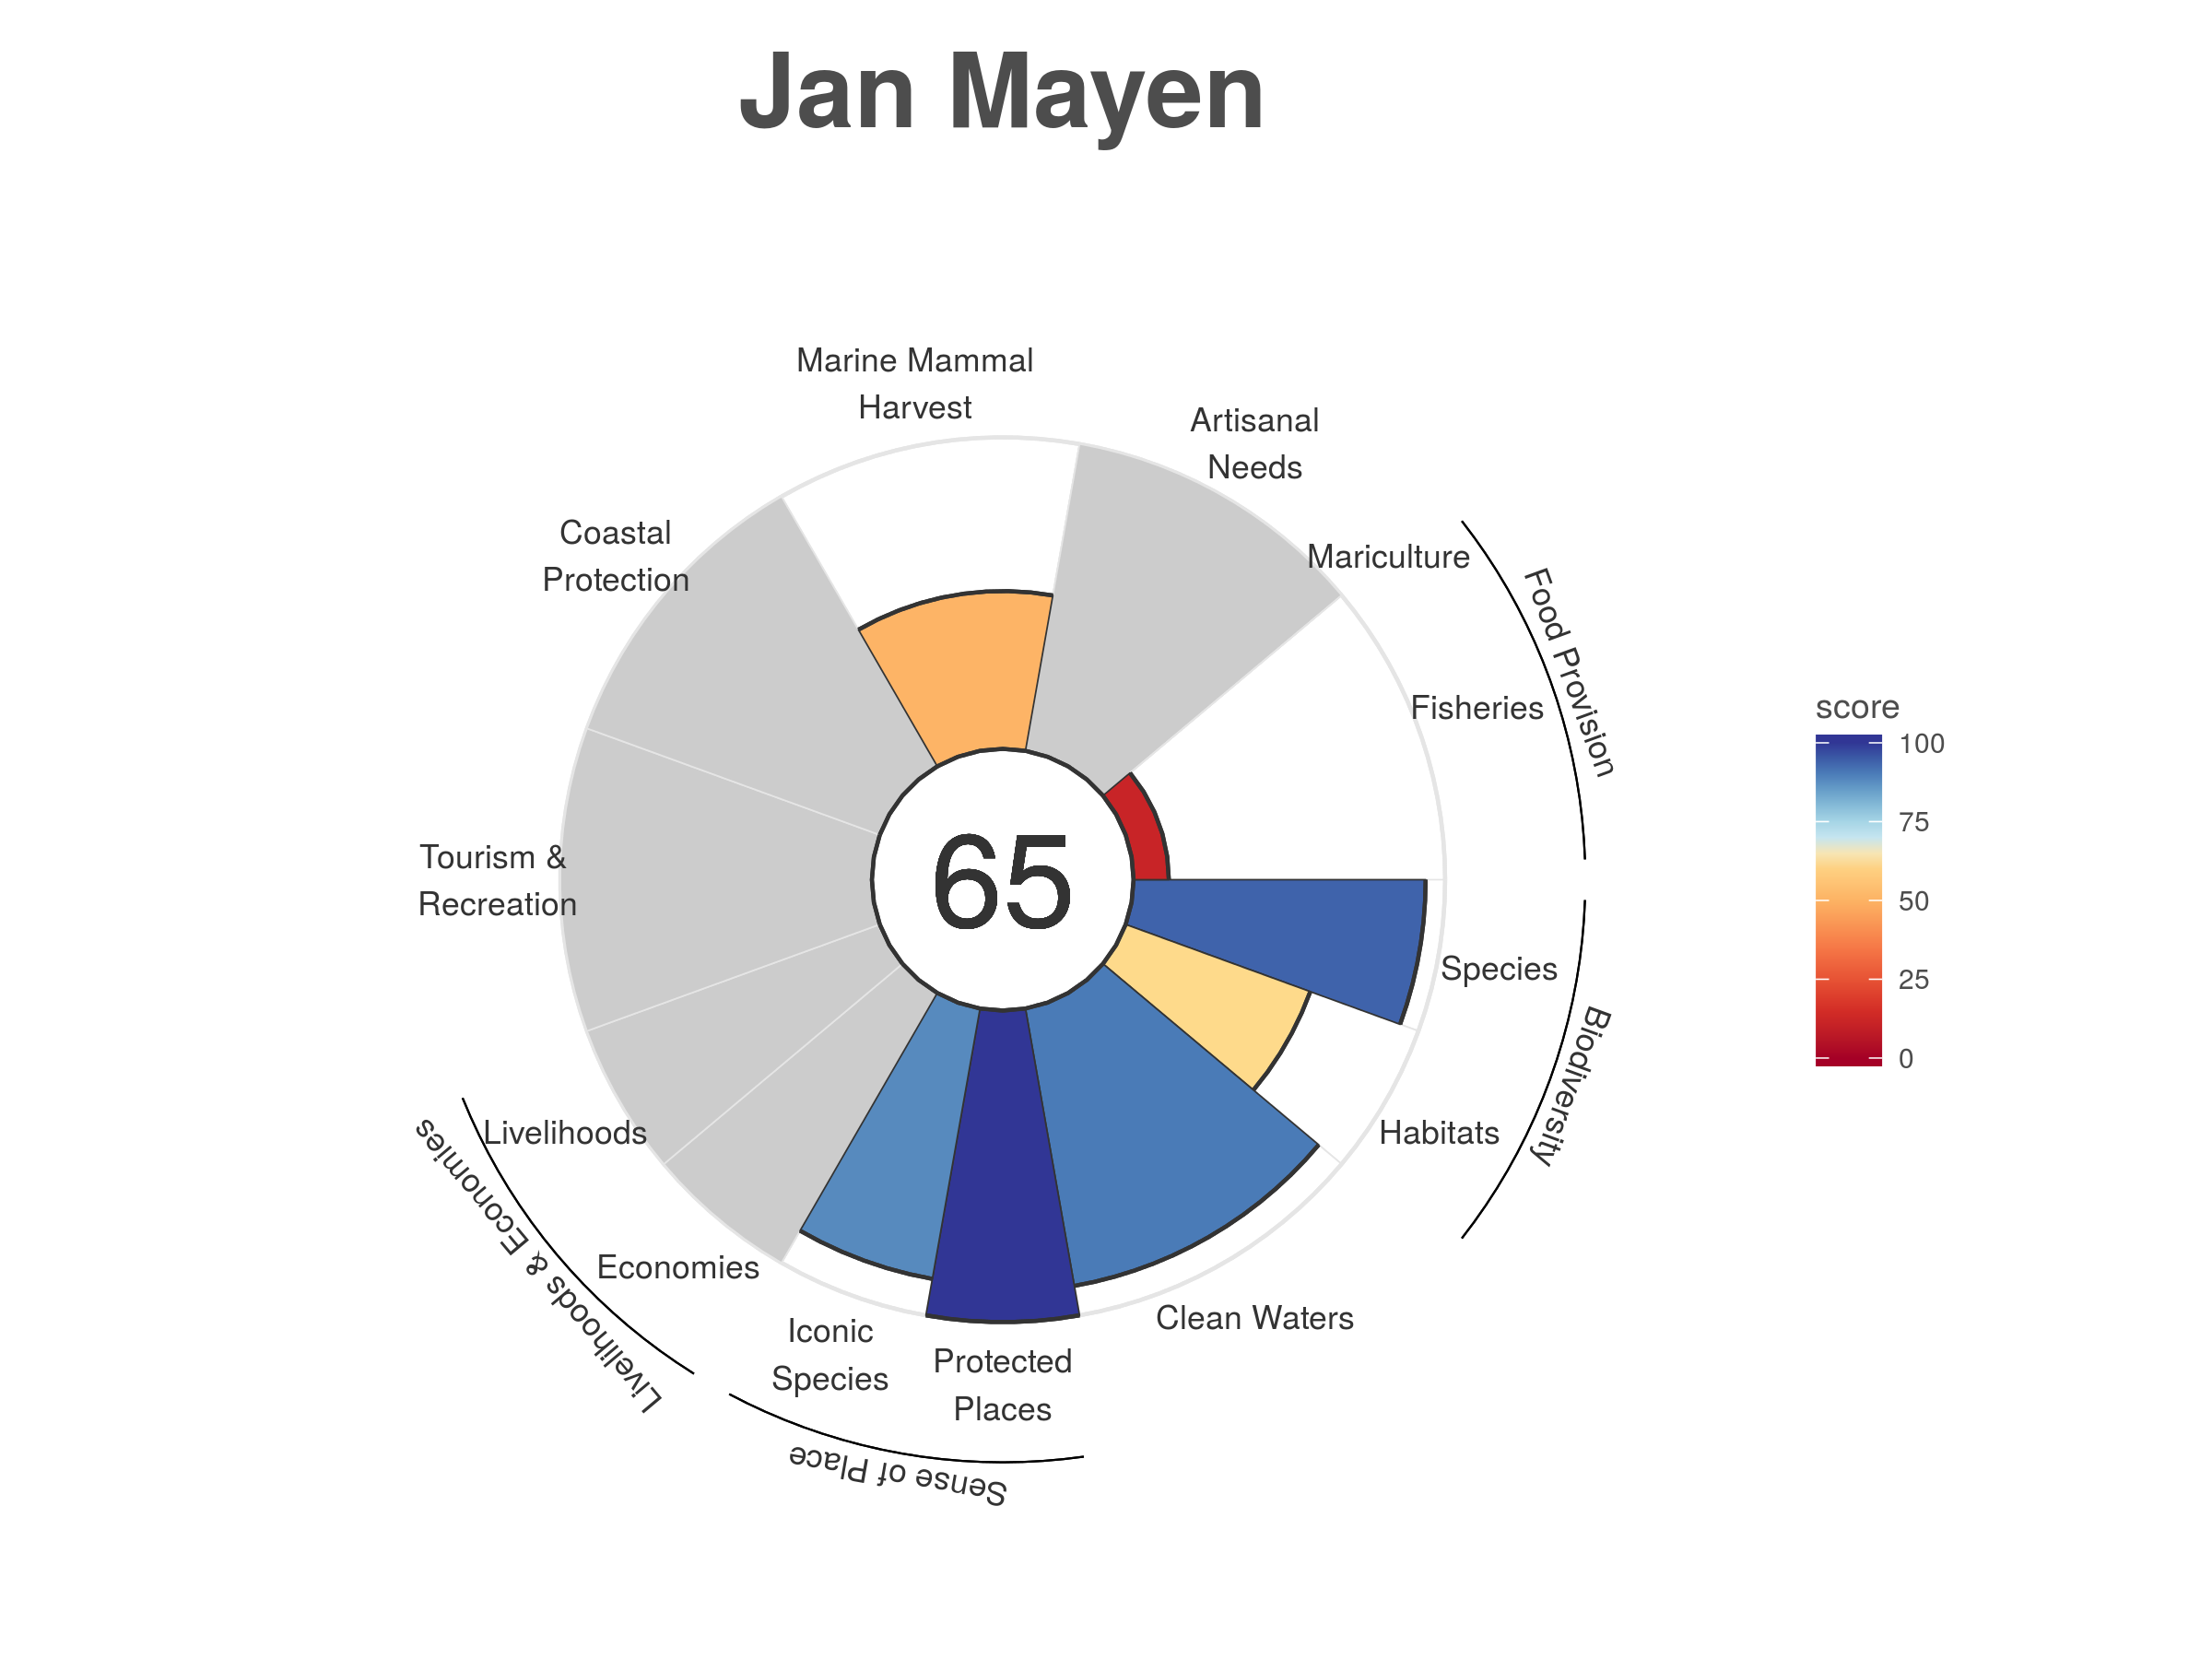 Jan Mayen
Marine Mammal
Harvest
Artisanal
Needs
Mariculture
Food Provision
Fisheries
Coastal
Protection
Tourism &
Recreation
65
Species
Biodiversity
Habitats
Livelihoods
Livelihoods & Economies
Economies
Clean Waters
Iconic
Species
Protected
Places
Sense of Place
score
100
75
50
25
0